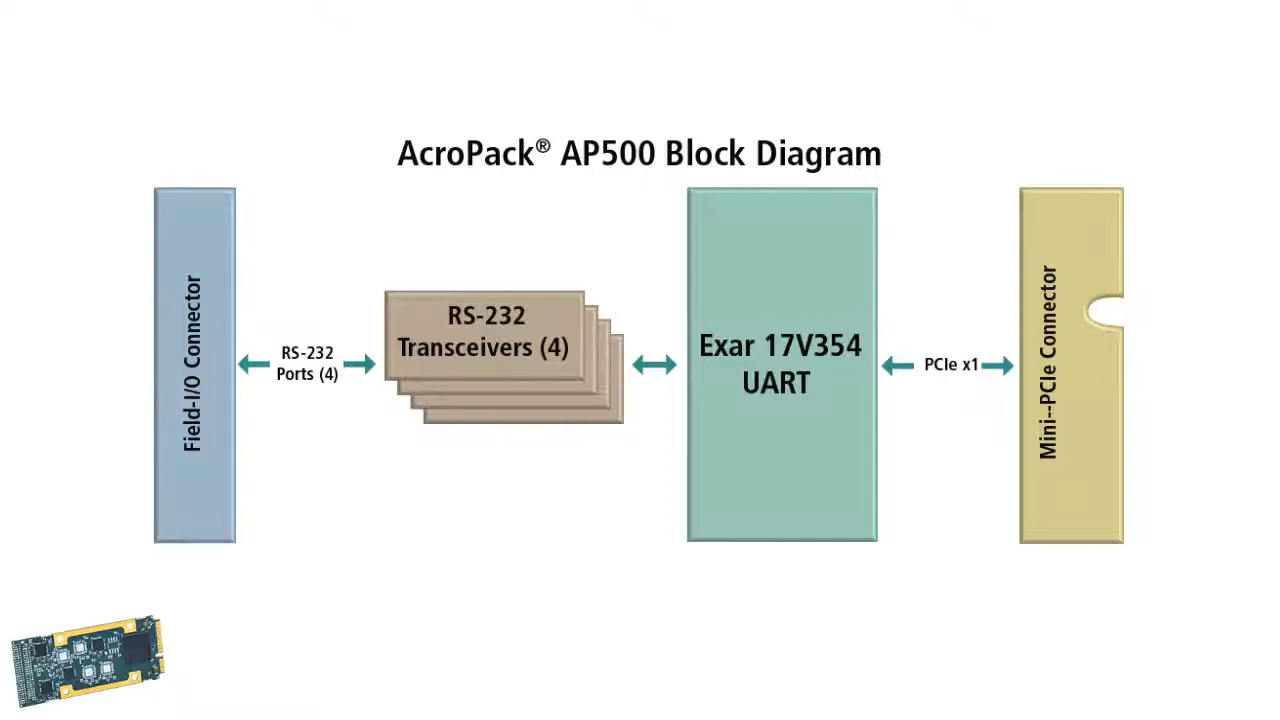 AcroPack® AP500 Block Diagram
Field-I/O Connector
RS-232
Ports (4)
RS-232
Transceivers (4)
Exar 17V354
UART
PCIe x1
Mini--PCIe Connector